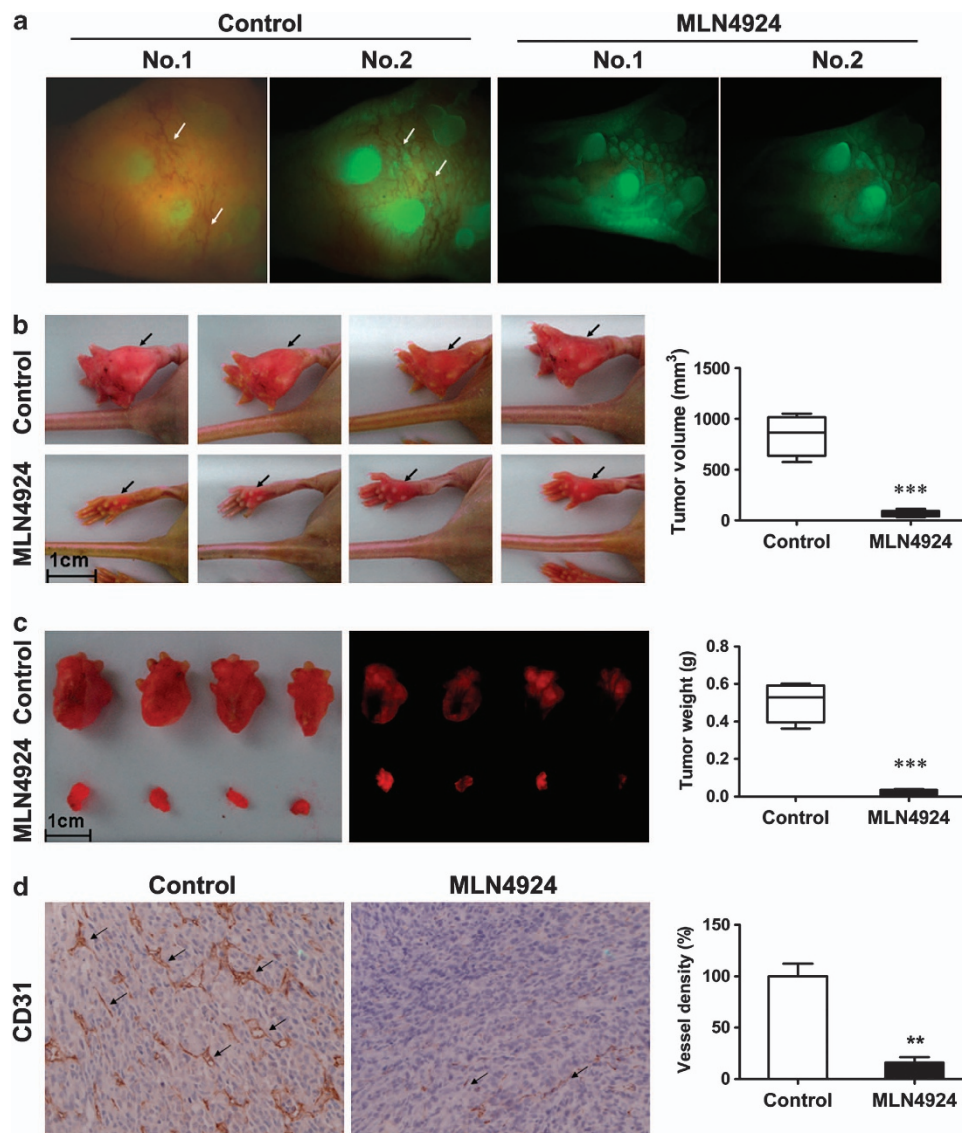 a
Control
MLN4924
No.1
No.2
No.1
No.2
b
Control
MLN4924
1cm
Tumor volume (mm³)
1500
1000
500
0
***
Control
MLN4924
c
Control
MLN4924
1cm
Tumor weight (g)
0.8
0.6
0.4
0.2
0.0
***
Control
MLN4924
d
Control
MLN4924
CD31
Vessel density (%)
150
100
50
0
**
Control
MLN4924